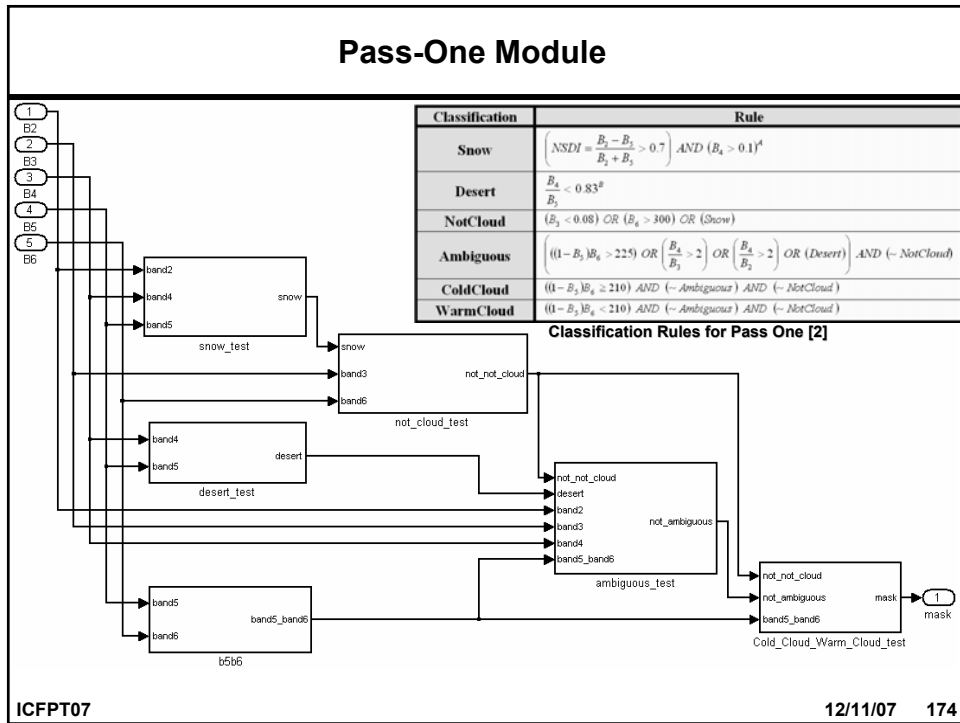 Pass-One Module
1
B2
2
B3
3
B4
4
B5
5
B6
Classification Rule
Snow (NSDI = (B₂ − B₅)/(B₂ + B₅) > 0.7) AND (B₄ > 0.1)ᴬ
Desert B₄/B₅ < 0.83ᴮ
NotCloud (B₃ < 0.08) OR (B₆ > 300) OR (Snow)
Ambiguous (((1−B₅)B₆ > 225) OR (B₄/B₃ > 2) OR (B₄/B₂ > 2) OR (Desert)) AND (~ NotCloud)
ColdCloud ((1−B₅)B₆ ≥ 210) AND (~ Ambiguous) AND (~ NotCloud)
WarmCloud ((1−B₅)B₆ < 210) AND (~ Ambiguous) AND (~ NotCloud)
Classification Rules for Pass One [2]
band2
band4
band5
snow
snow_test
snow
band3
band6
not_not_cloud
not_cloud_test
band4
band5
desert
desert_test
not_not_cloud
desert
band2
band3
band4
band5_band6
not_ambiguous
ambiguous_test
band5
band6
band5_band6
b5b6
not_not_cloud
not_ambiguous
band5_band6
mask
Cold_Cloud_Warm_Cloud_test
1
mask
ICFPT07 12/11/07 174